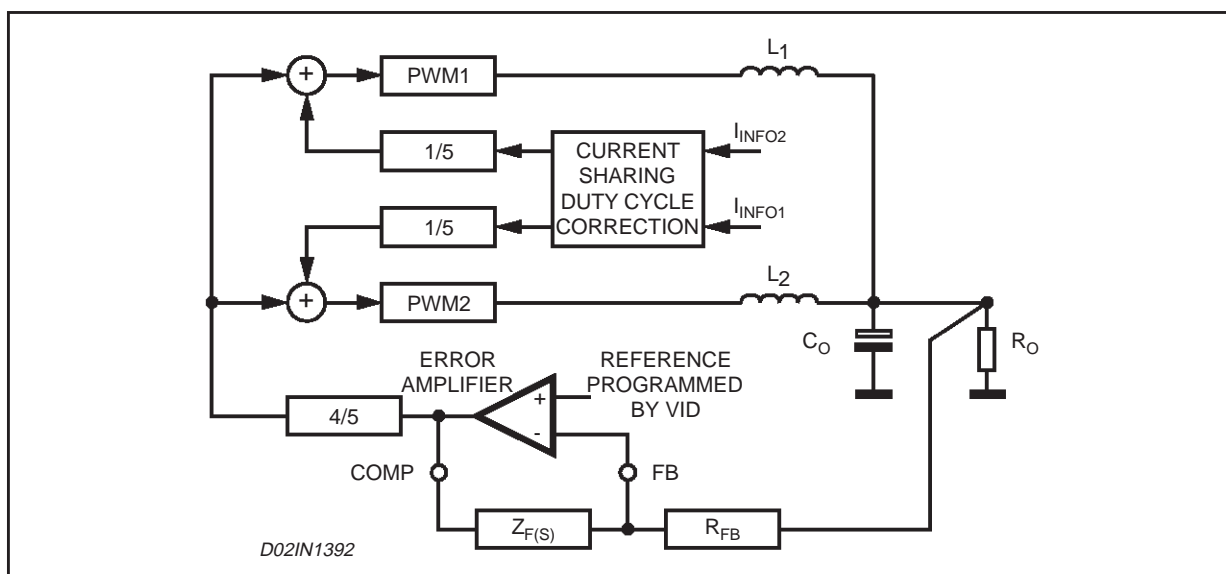 L1
+
PWM1
1/5
CURRENT
SHARING
DUTY CYCLE
CORRECTION
IINFO2
IINFO1
1/5
+
PWM2
L2
CO
RO
ERROR
AMPLIFIER
REFERENCE
PROGRAMMED
BY VID
+
-
4/5
COMP
FB
ZF(S)
RFB
D02IN1392